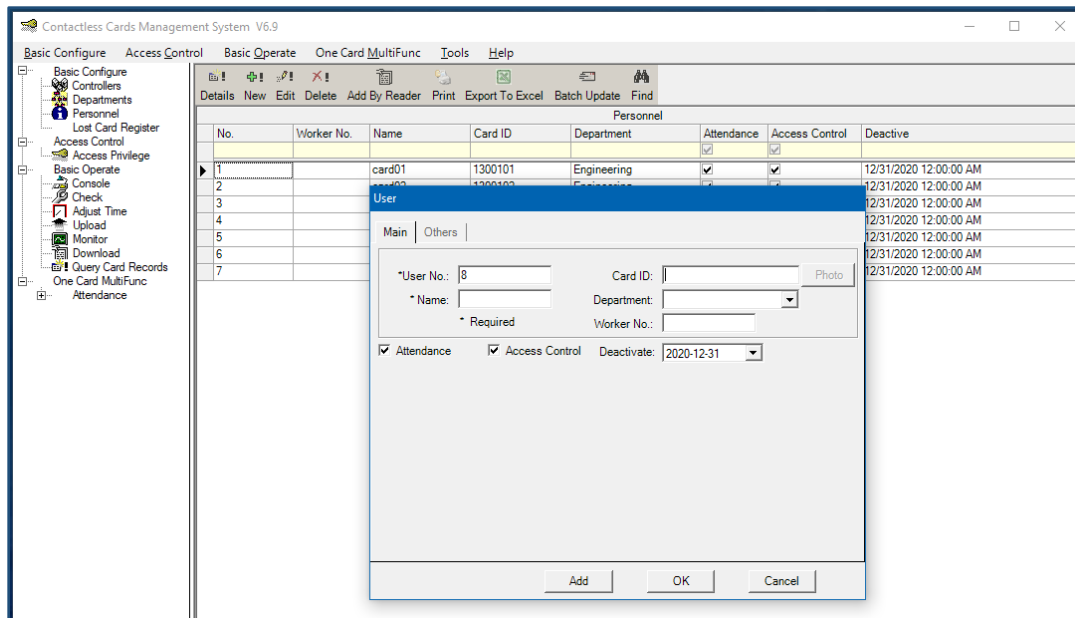 Contactless Cards Management System V6.9
Basic Configure Access Control Basic Operate One Card MultiFunc Tools Help
Basic Configure
Controllers
Departments
Personnel
Lost Card Register
Access Control
Access Privilege
Basic Operate
Console
Check
Adjust Time
Upload
Monitor
Download
Query Card Records
One Card MultiFunc
Attendance
Details New Edit Delete Add By Reader Print Export To Excel Batch Update Find
Personnel
No. Worker No. Name Card ID Department Attendance Access Control Deactive
1 card01 1300101 Engineering 12/31/2020 12:00:00 AM
2 12/31/2020 12:00:00 AM
3 12/31/2020 12:00:00 AM
4 12/31/2020 12:00:00 AM
5 12/31/2020 12:00:00 AM
6 12/31/2020 12:00:00 AM
7 12/31/2020 12:00:00 AM
User
Main Others
*User No.: 8 Card ID: Photo
* Name: Department:
* Required Worker No.:
Attendance Access Control Deactivate: 2020-12-31
Add OK Cancel